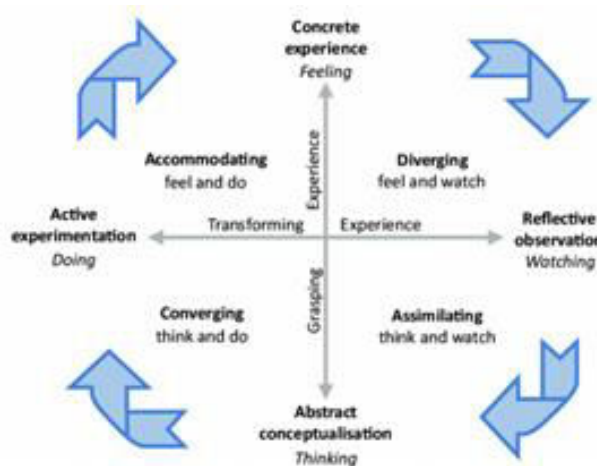 Concrete
experience
Feeling
Accommodating
feel and do
Experience
Diverging
feel and watch
Active
experimentation
Doing
Transforming
Experience
Reflective
observation
Watching
Converging
think and do
Grasping
Assimilating
think and watch
Abstract
conceptualisation
Thinking